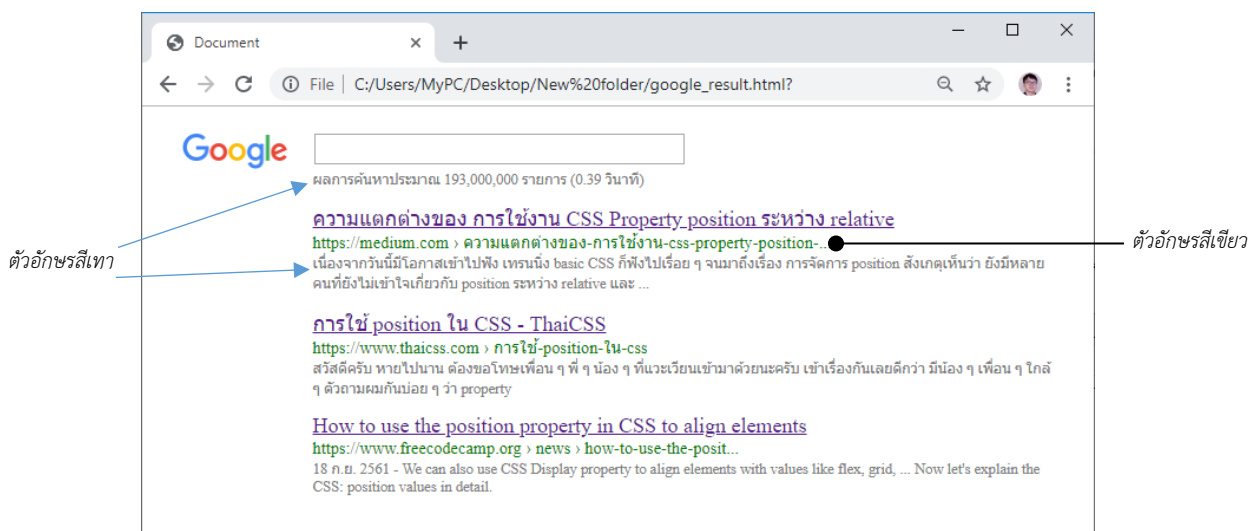 Document
File C:/Users/MyPC/Desktop/New%20folder/google_result.html?
Google
ผลการค้นหาประมาณ 193,000,000 รายการ (0.39 วินาที)
ความแตกต่างของ การใช้งาน CSS Property position ระหว่าง relative
https://medium.com › ความแตกต่างของ-การใช้งาน-css-property-position-...
ตัวอักษรสีเขียว
ตัวอักษรสีเทา
เนื่องจากวันนี้มีโอกาสเข้าไปฟัง เทรนนิ่ง basic CSS ก็ฟังไปเรื่อย ๆ จนมาถึงเรื่อง การจัดการ position สังเกตุเห็นว่า ยังมีหลาย
คนที่ยังไม่เข้าใจเกี่ยวกับ position ระหว่าง relative และ ...
การใช้ position ใน CSS - ThaiCSS
https://www.thaicss.com › การใช้-position-ใน-css
สวัสดีครับ หายไปนาน ต้องขอโทษเพื่อน ๆ พี่ ๆ น้อง ๆ ที่แวะเวียนเข้ามาด้วยนะครับ เข้าเรื่องกันเลยดีกว่า มีน้อง ๆ เพื่อน ๆ ใกล้
ๆ ตัวถามผมกันบ่อย ๆ ว่า property
How to use the position property in CSS to align elements
https://www.freecodecamp.org › news › how-to-use-the-posit...
18 ก.ย. 2561 - We can also use CSS Display property to align elements with values like flex, grid, ... Now let's explain the
CSS: position values in detail.